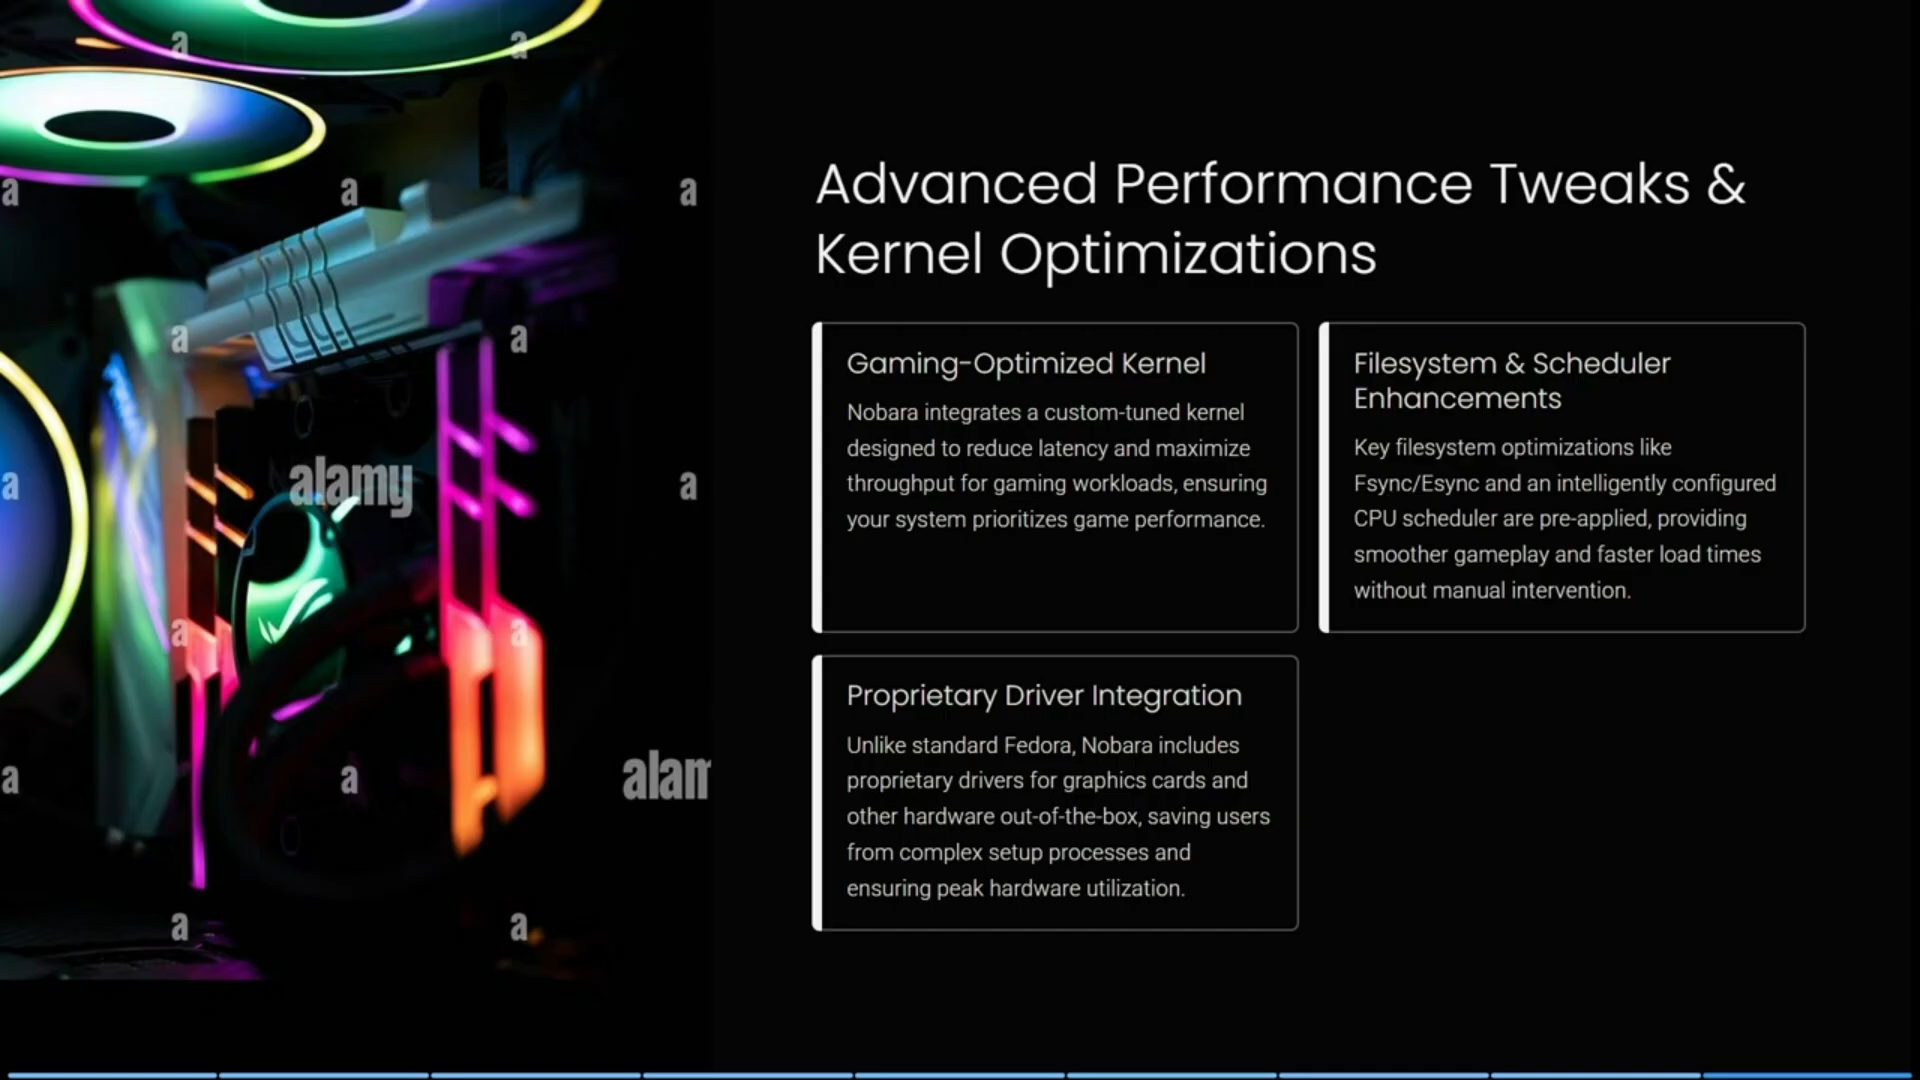 Advanced Performance Tweaks &
Kernel Optimizations
Gaming-Optimized Kernel
Nobara integrates a custom-tuned kernel
designed to reduce latency and maximize
throughput for gaming workloads, ensuring
your system prioritizes game performance.
Filesystem & Scheduler
Enhancements
Key filesystem optimizations like
Fsync/Esync and an intelligently configured
CPU scheduler are pre-applied, providing
smoother gameplay and faster load times
without manual intervention.
Proprietary Driver Integration
Unlike standard Fedora, Nobara includes
proprietary drivers for graphics cards and
other hardware out-of-the-box, saving users
from complex setup processes and
ensuring peak hardware utilization.
a a
a a a
a a
a alamy a
a a
a a alam
a a